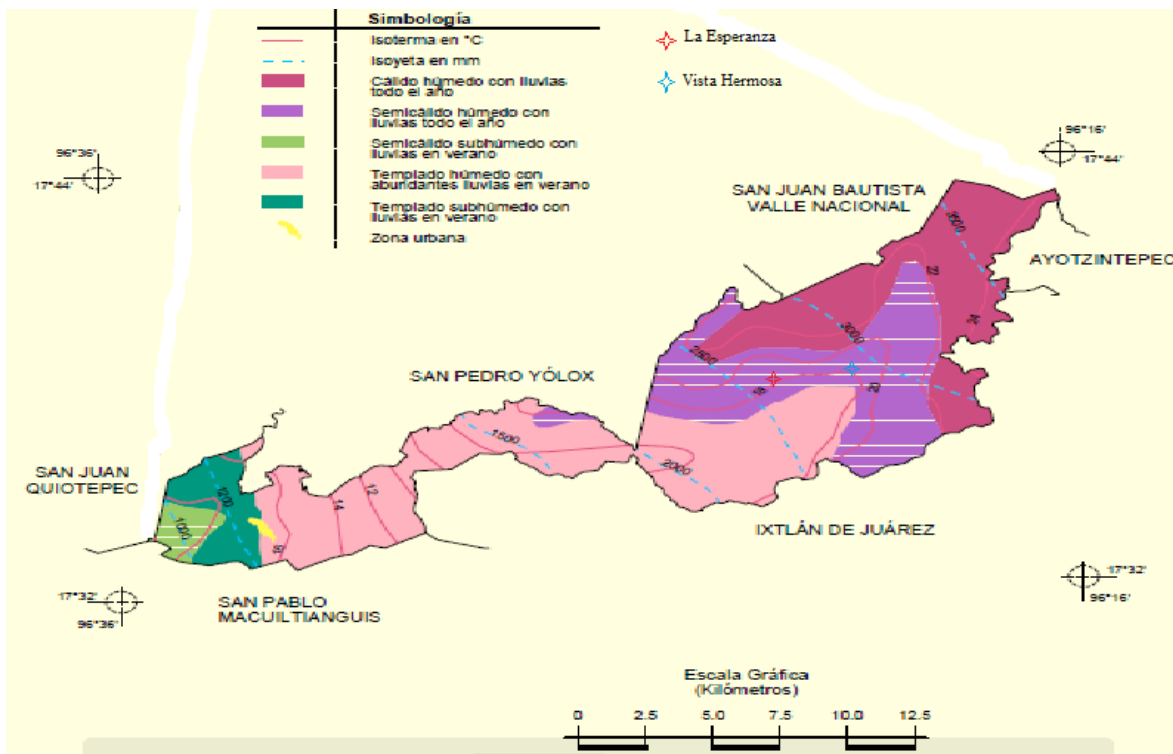 Simbología
Isoterma en °C
Isoyeta en mm
Cálido húmedo con lluvias
todo el año
Semicálido húmedo con
lluvias todo el año
Semicálido subhúmedo con
lluvias en verano
Templado húmedo con
abundantes lluvias en verano
Templado subhúmedo con
lluvias en verano
Zona urbana
La Esperanza
Vista Hermosa
96°36'
17°44'
96°16'
17°44'
SAN JUAN BAUTISTA
VALLE NACIONAL
AYOTZINTEPEC
3500
22
24
3000
2500
20
SAN PEDRO YÓLOX
1500
2000
SAN JUAN
QUIOTEPEC
1200
1000
14
12
IXTLÁN DE JUÁREZ
17°32'
96°36'
SAN PABLO
MACUILTIANGUIS
17°32'
96°16'
Escala Gráfica
(Kilómetros)
0 2.5 5.0 7.5 10.0 12.5